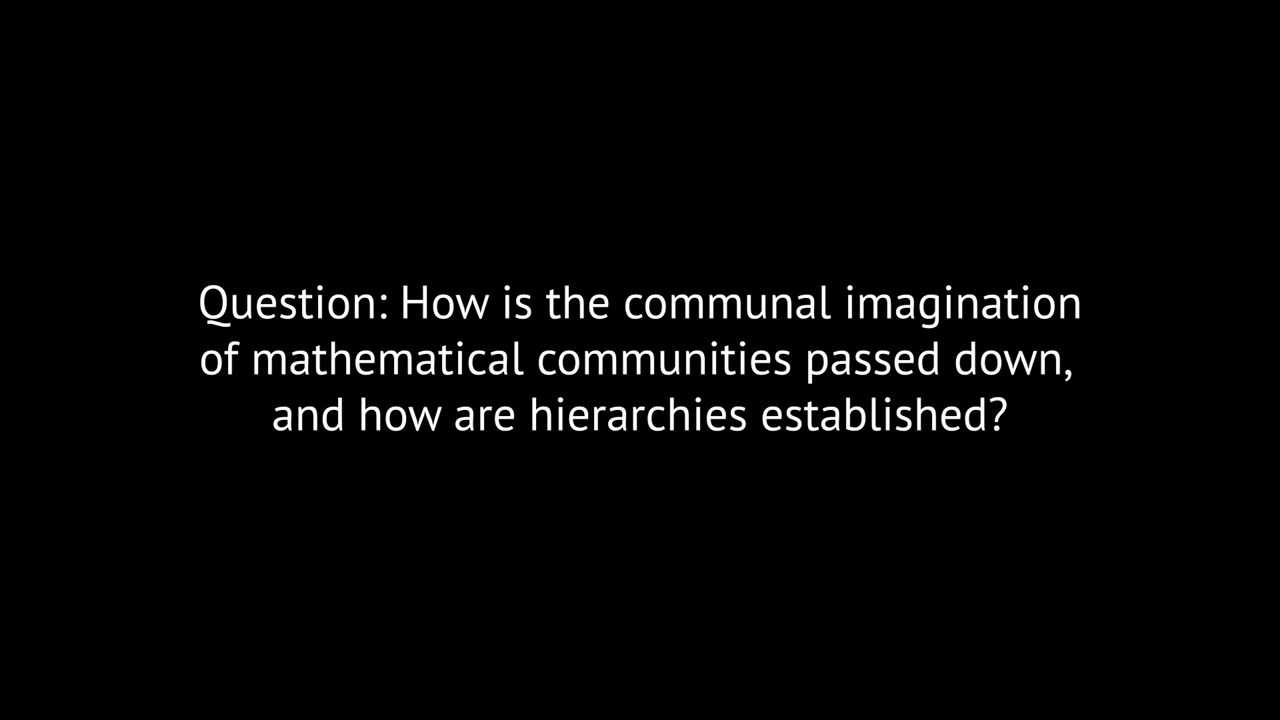 Question: How is the communal imagination
of mathematical communities passed down,
and how are hierarchies established?